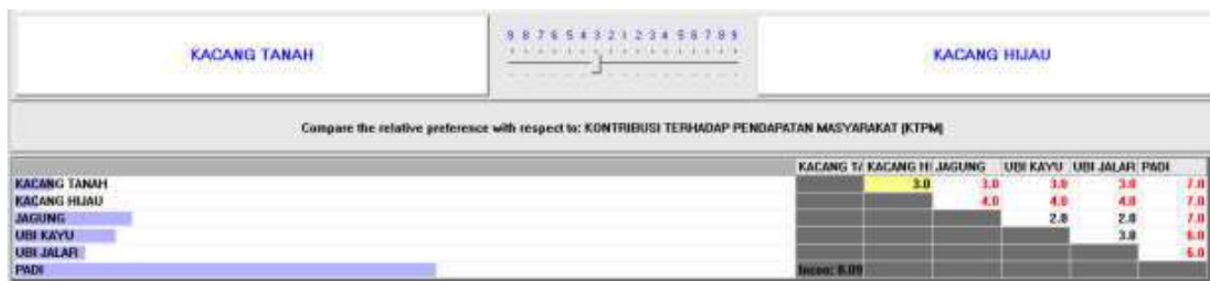 KACANG TANAH
9 8 7 6 5 4 3 2 1 2 3 4 5 6 7 8 9
KACANG HIJAU
Compare the relative preference with respect to: KONTRIBUSI TERHADAP PENDAPATAN MASYARAKAT (KTPM)
KACANG TA KACANG HI JAGUNG UBI KAYU UBI JALAR PADI
KACANG TANAH 3.0 3.0 3.0 3.0 7.0
KACANG HIJAU 4.0 4.0 4.0 7.0
JAGUNG 2.0 2.0 7.0
UBI KAYU 3.0 6.0
UBI JALAR 6.0
PADI Incon: 0.09